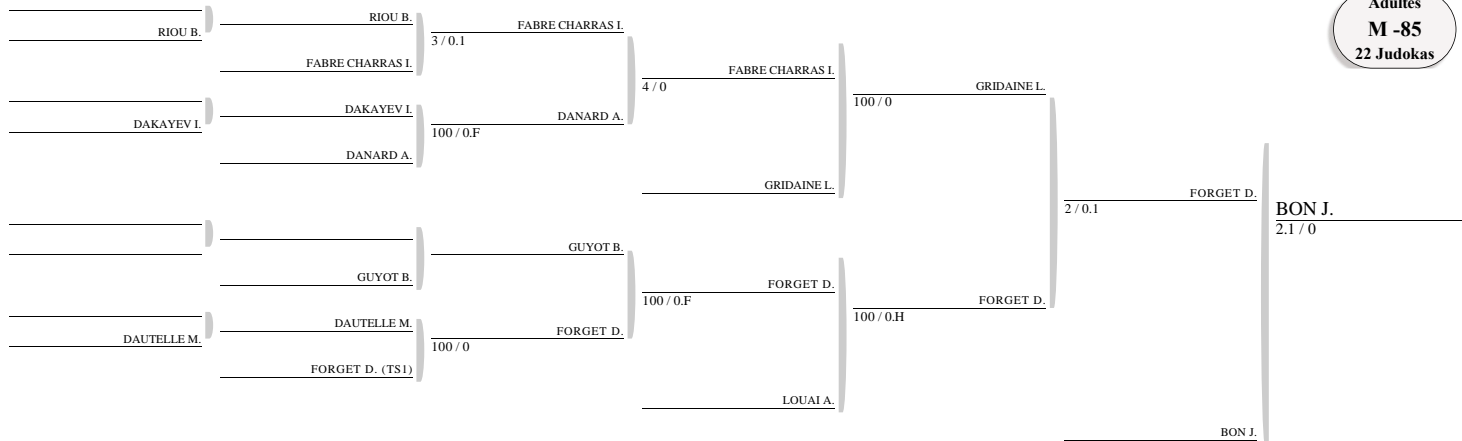 Adultes
M -85
22 Judokas
RIOU B.
RIOU B.
FABRE CHARRAS I.
3 / 0.1
FABRE CHARRAS I.
FABRE CHARRAS I.
4 / 0
GRIDAINE L.
100 / 0
DAKAYEV I.
DAKAYEV I.
DANARD A.
100 / 0.F
DANARD A.
GRIDAINE L.
FORGET D.
2 / 0.1
BON J.
2.1 / 0
GUYOT B.
GUYOT B.
FORGET D.
100 / 0.F
FORGET D.
100 / 0.H
DAUTELLE M.
DAUTELLE M.
FORGET D.
100 / 0
FORGET D. (TS1)
LOUAI A.
BON J.